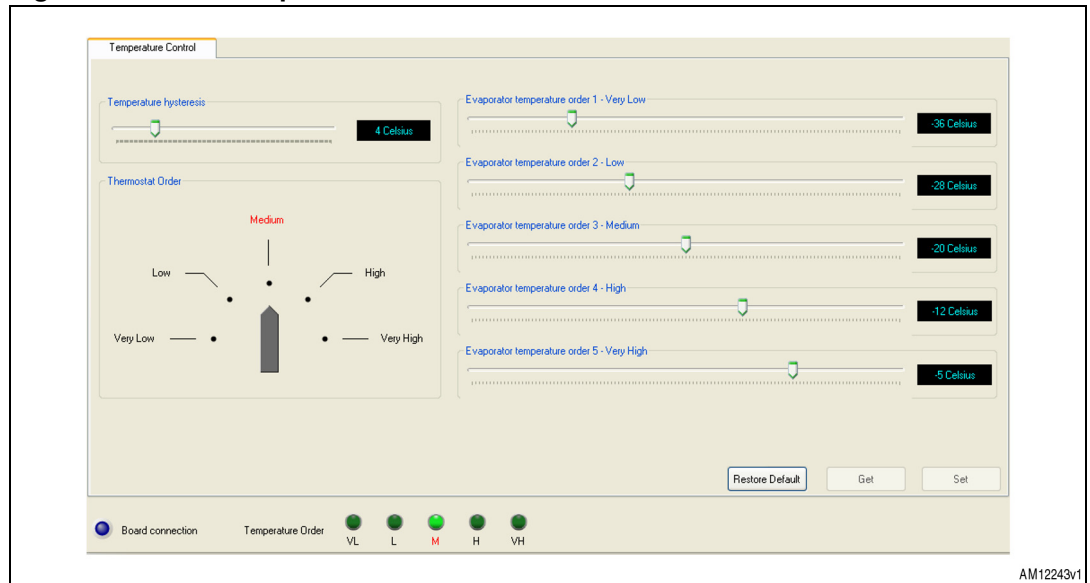 Temperature Control
Temperature hysteresis
4 Celsius
Thermostat Order
Medium
Low
High
Very Low
Very High
Evaporator temperature order 1 - Very Low
-36 Celsius
Evaporator temperature order 2 - Low
-28 Celsius
Evaporator temperature order 3 - Medium
-20 Celsius
Evaporator temperature order 4 - High
-12 Celsius
Evaporator temperature order 5 - Very High
-5 Celsius
Restore Default
Get
Set
Board connection
Temperature Order
VL L M H VH
AM12243v1